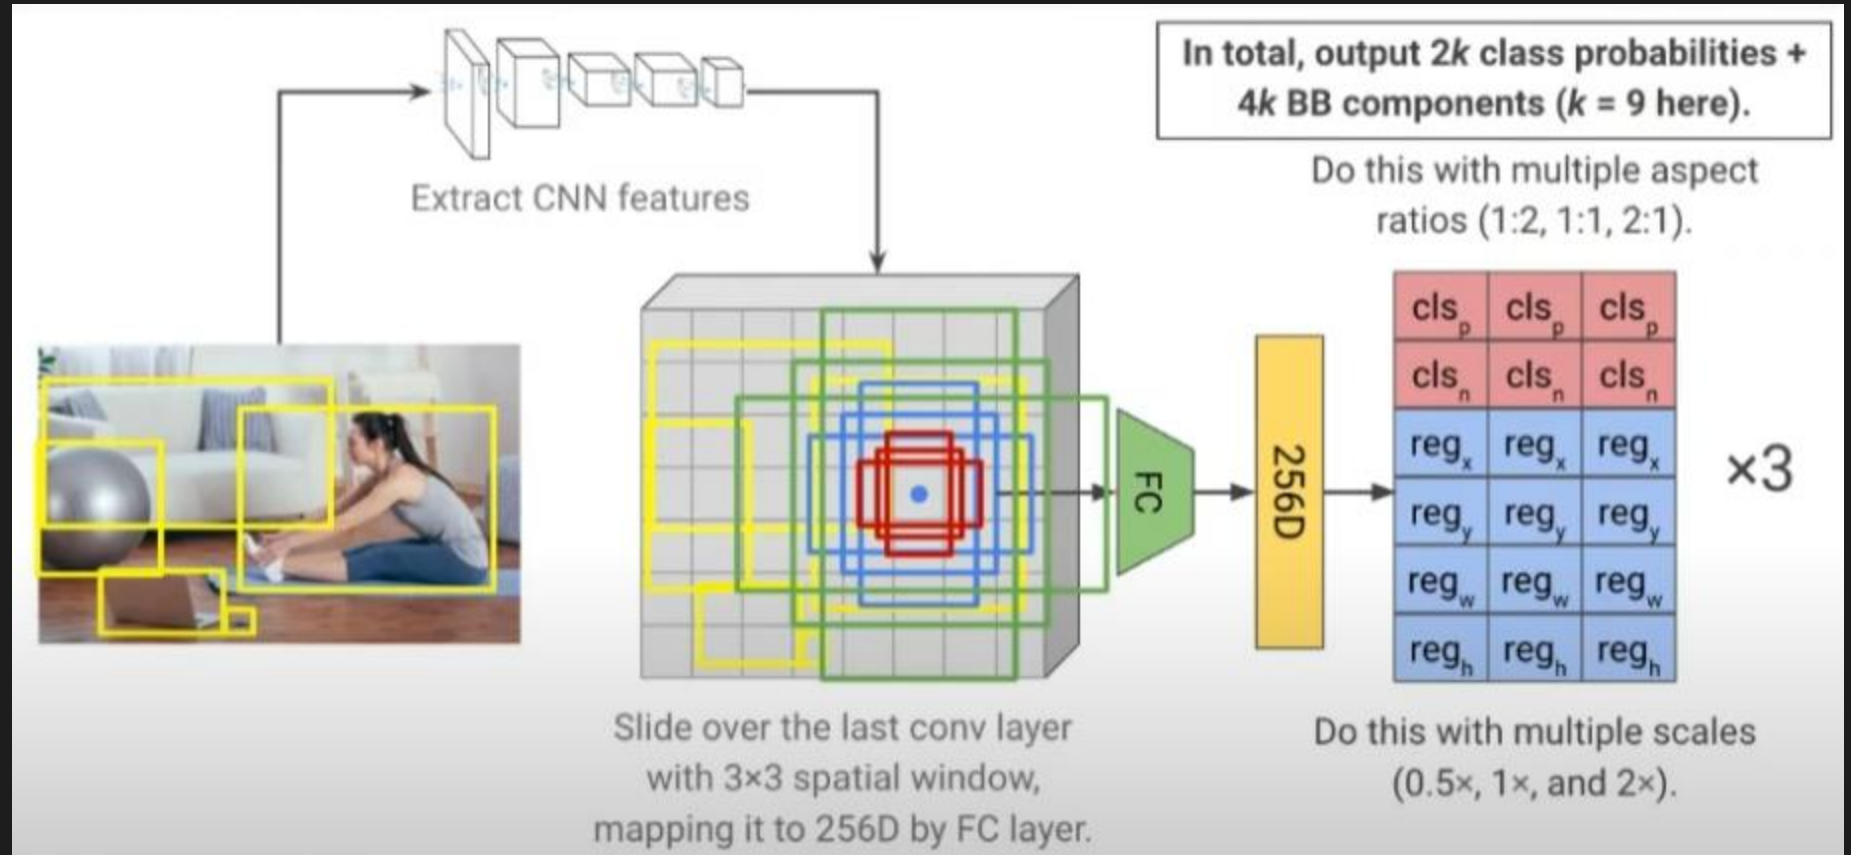 In total, output 2k class probabilities +
4k BB components (k = 9 here).
Extract CNN features
Do this with multiple aspect
ratios (1:2, 1:1, 2:1).
FC
256D
cls_p cls_p cls_p
cls_n cls_n cls_n
reg_x reg_x reg_x
reg_y reg_y reg_y
reg_w reg_w reg_w
reg_h reg_h reg_h
×3
Slide over the last conv layer
with 3×3 spatial window,
mapping it to 256D by FC layer.
Do this with multiple scales
(0.5×, 1×, and 2×).